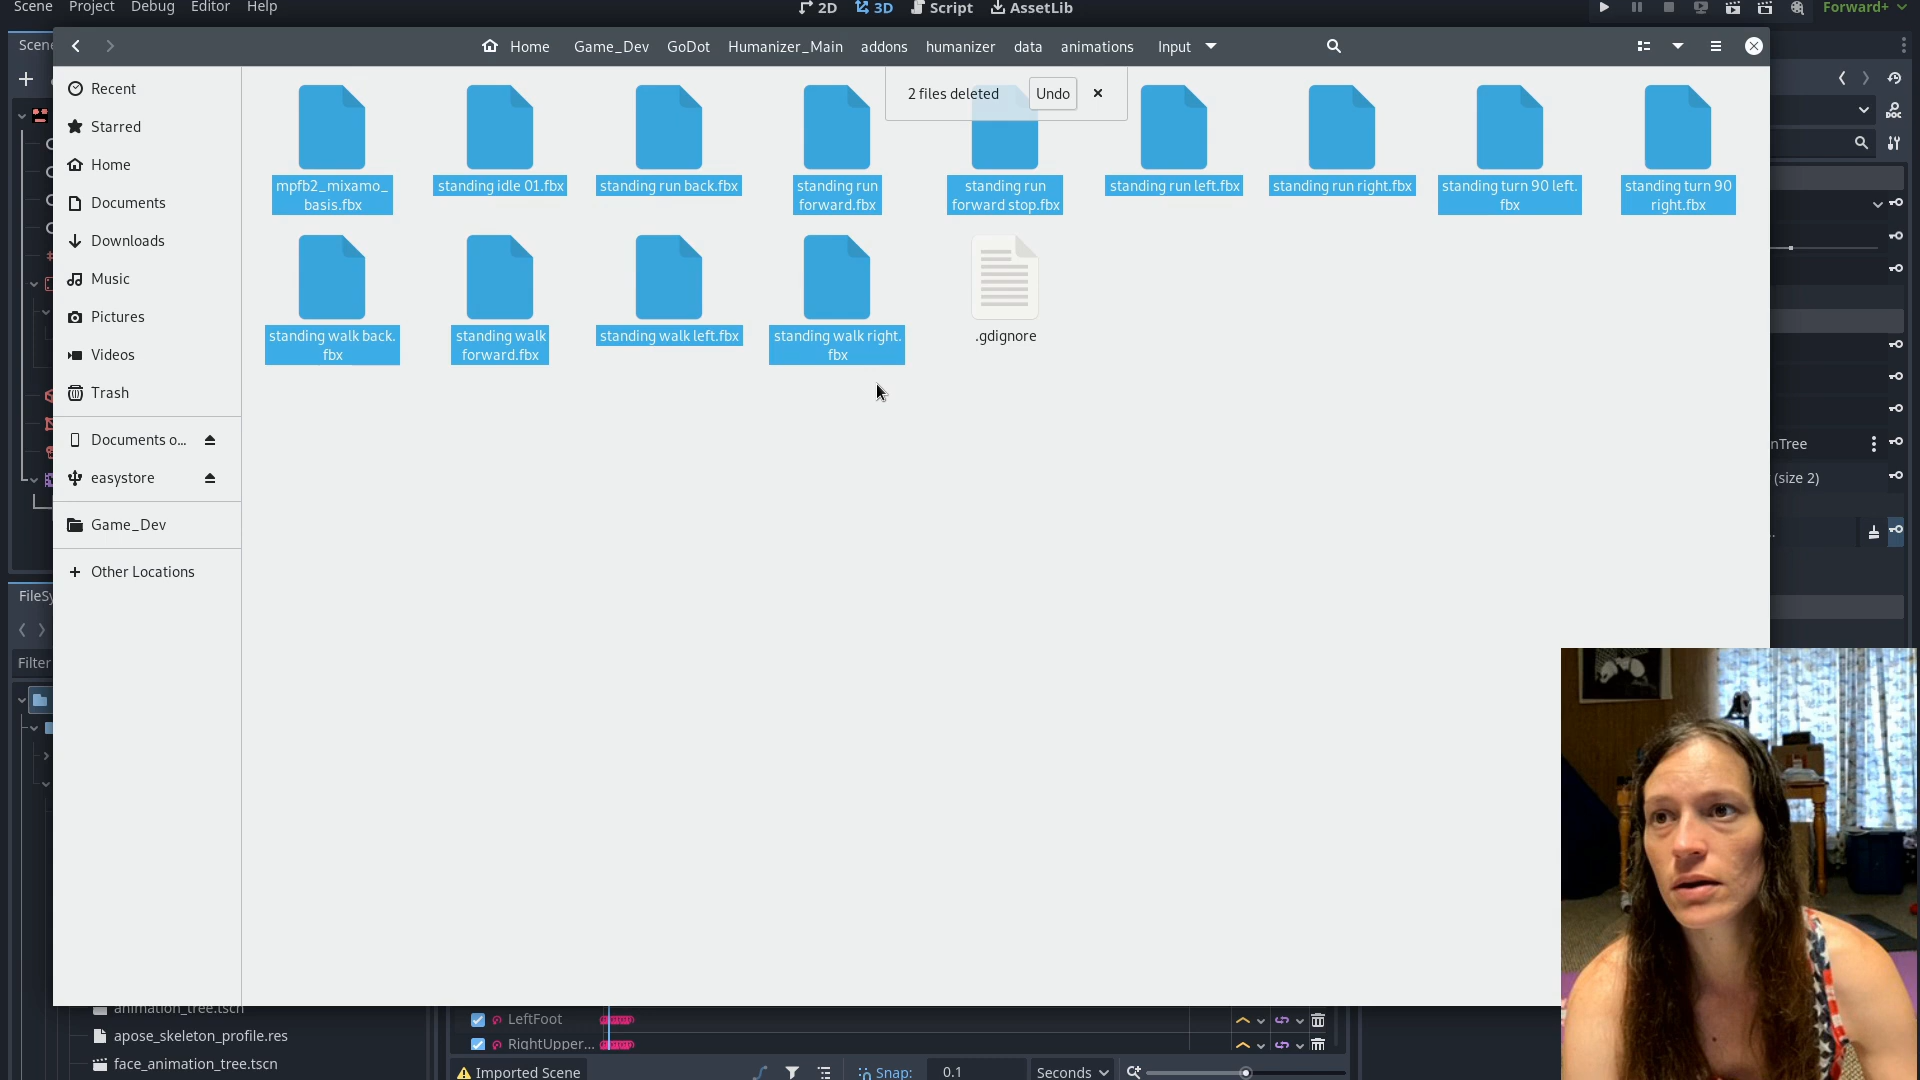 Scene Project Debug Editor Help
2D 3D Script AssetLib
Forward+
Scene
Home Game_Dev GoDot Humanizer_Main addons humanizer data animations Input
Recent
Starred
Home
Documents
Downloads
Music
Pictures
Videos
Trash
Documents o...
easystore
Game_Dev
Other Locations
2 files deleted Undo
mpfb2_mixamo_
basis.fbx
standing idle 01.fbx
standing run back.fbx
standing run
forward.fbx
standing run
forward stop.fbx
standing run left.fbx
standing run right.fbx
standing turn 90 left.
fbx
standing turn 90
right.fbx
standing walk back.
fbx
standing walk
forward.fbx
standing walk left.fbx
standing walk right.
fbx
.gdignore
DOC
nTree
(size 2)
FileSy
Filter
animation_tree.tscn
apose_skeleton_profile.res
face_animation_tree.tscn
LeftFoot
RightUpper...
Imported Scene
Snap: 0.1 Seconds